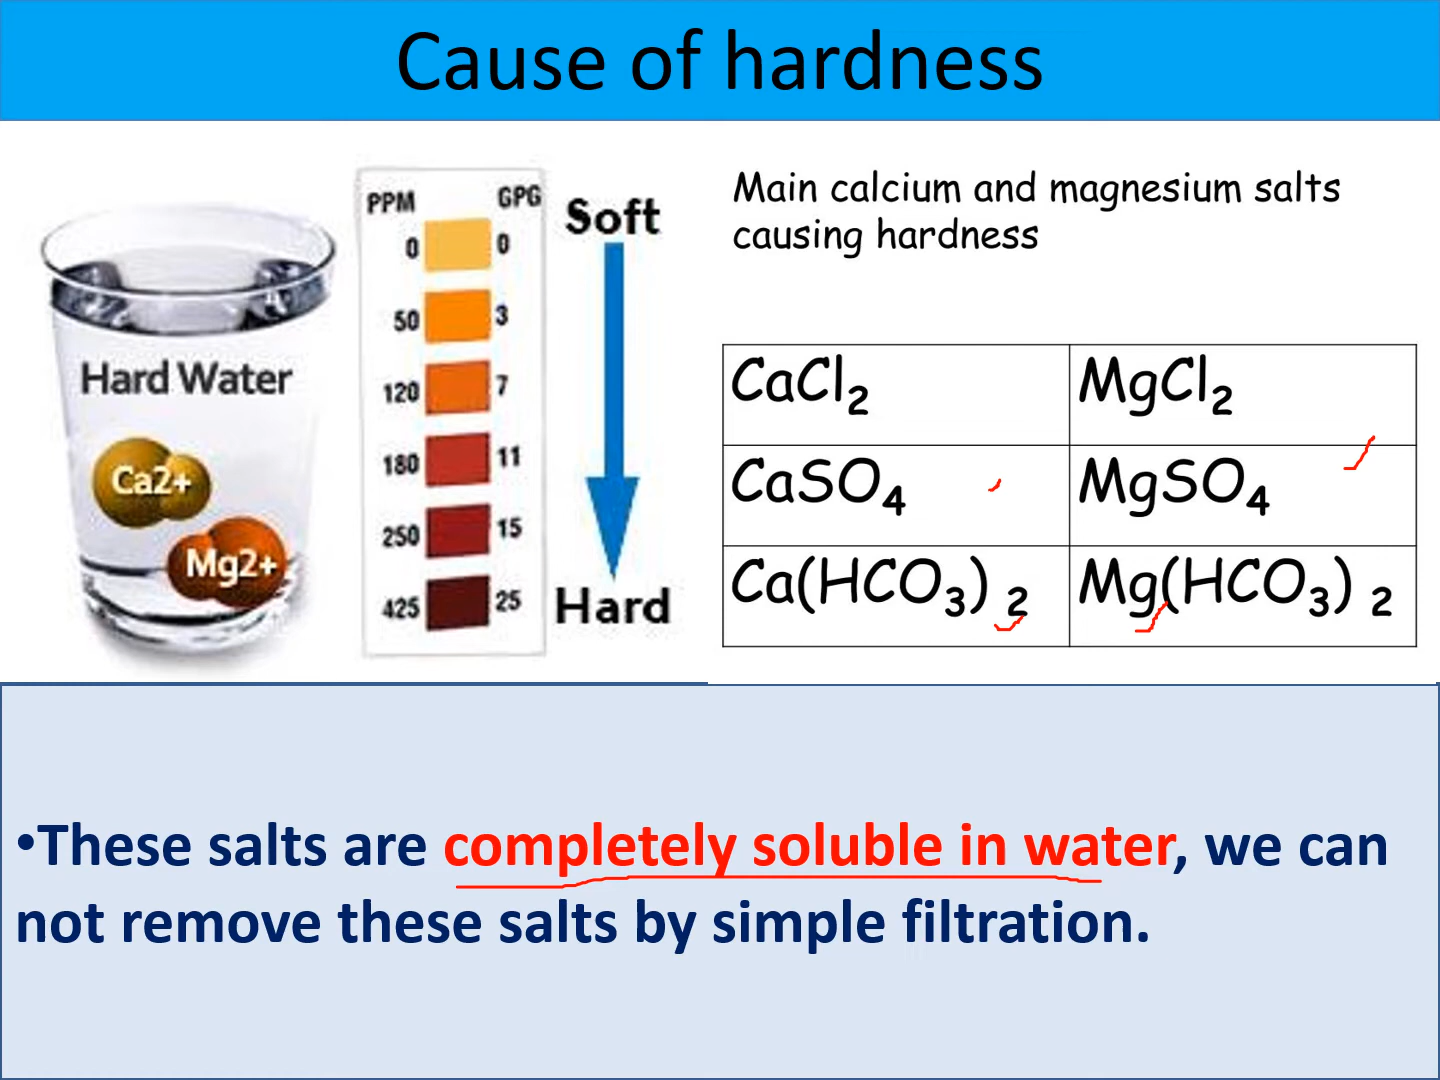 Cause of hardness
PPM GPG
0 0
50 3
120 7
180 11
250 15
425 25
Soft
Hard
Hard Water
Ca2+
Mg2+
Main calcium and magnesium salts
causing hardness
CaCl₂ MgCl₂
CaSO₄ MgSO₄
Ca(HCO₃) ₂ Mg(HCO₃) ₂
•These salts are completely soluble in water, we can
not remove these salts by simple filtration.